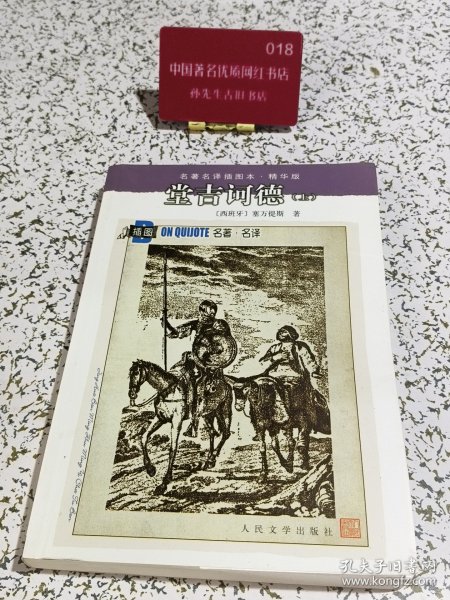 018
中国著名优质网红书店
孙先生古旧书店
名著名译插图本·精华版
堂吉诃德(上)
〔西班牙〕塞万提斯 著
插图
ON QUIJOTE 名著·名译
人民文学出版社
孔夫子旧书网
https://book.kongfz.com